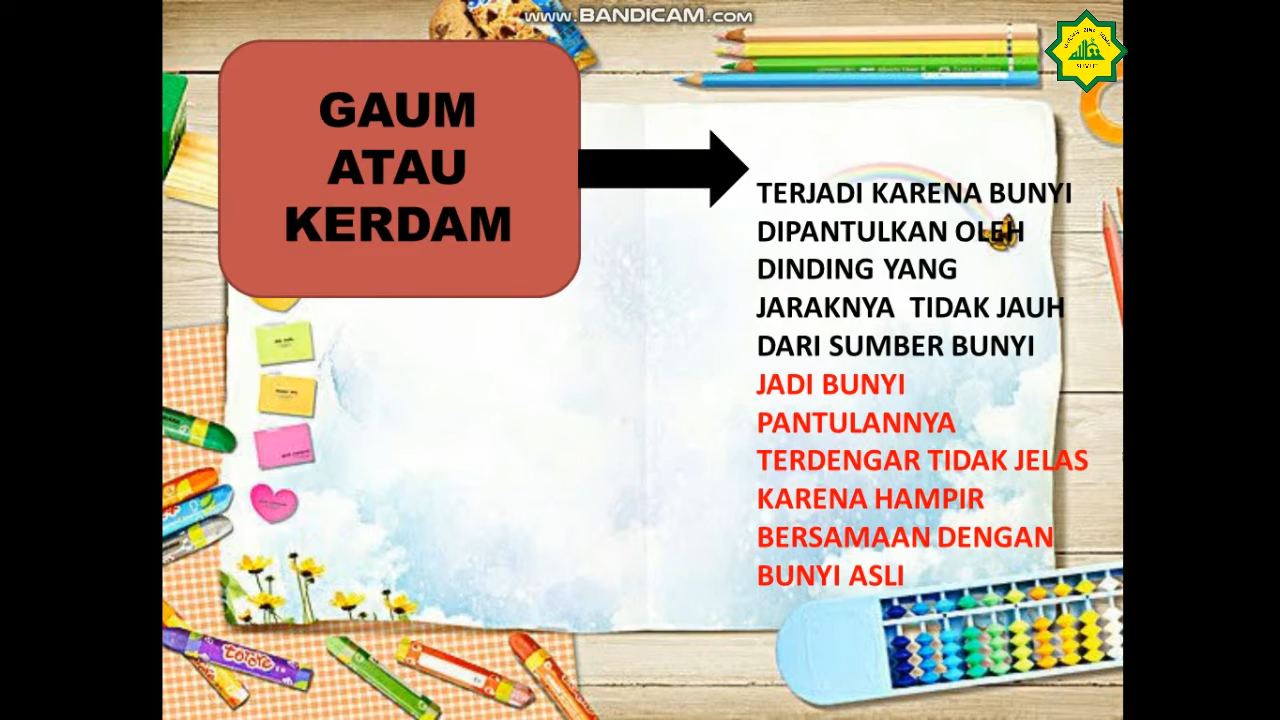 www.BANDICAM.com
GAUM
ATAU
KERDAM
TERJADI KARENA BUNYI
DIPANTULKAN OLEH
DINDING YANG
JARAKNYA TIDAK JAUH
DARI SUMBER BUNYI
JADI BUNYI
PANTULANNYA
TERDENGAR TIDAK JELAS
KARENA HAMPIR
BERSAMAAN DENGAN
BUNYI ASLI